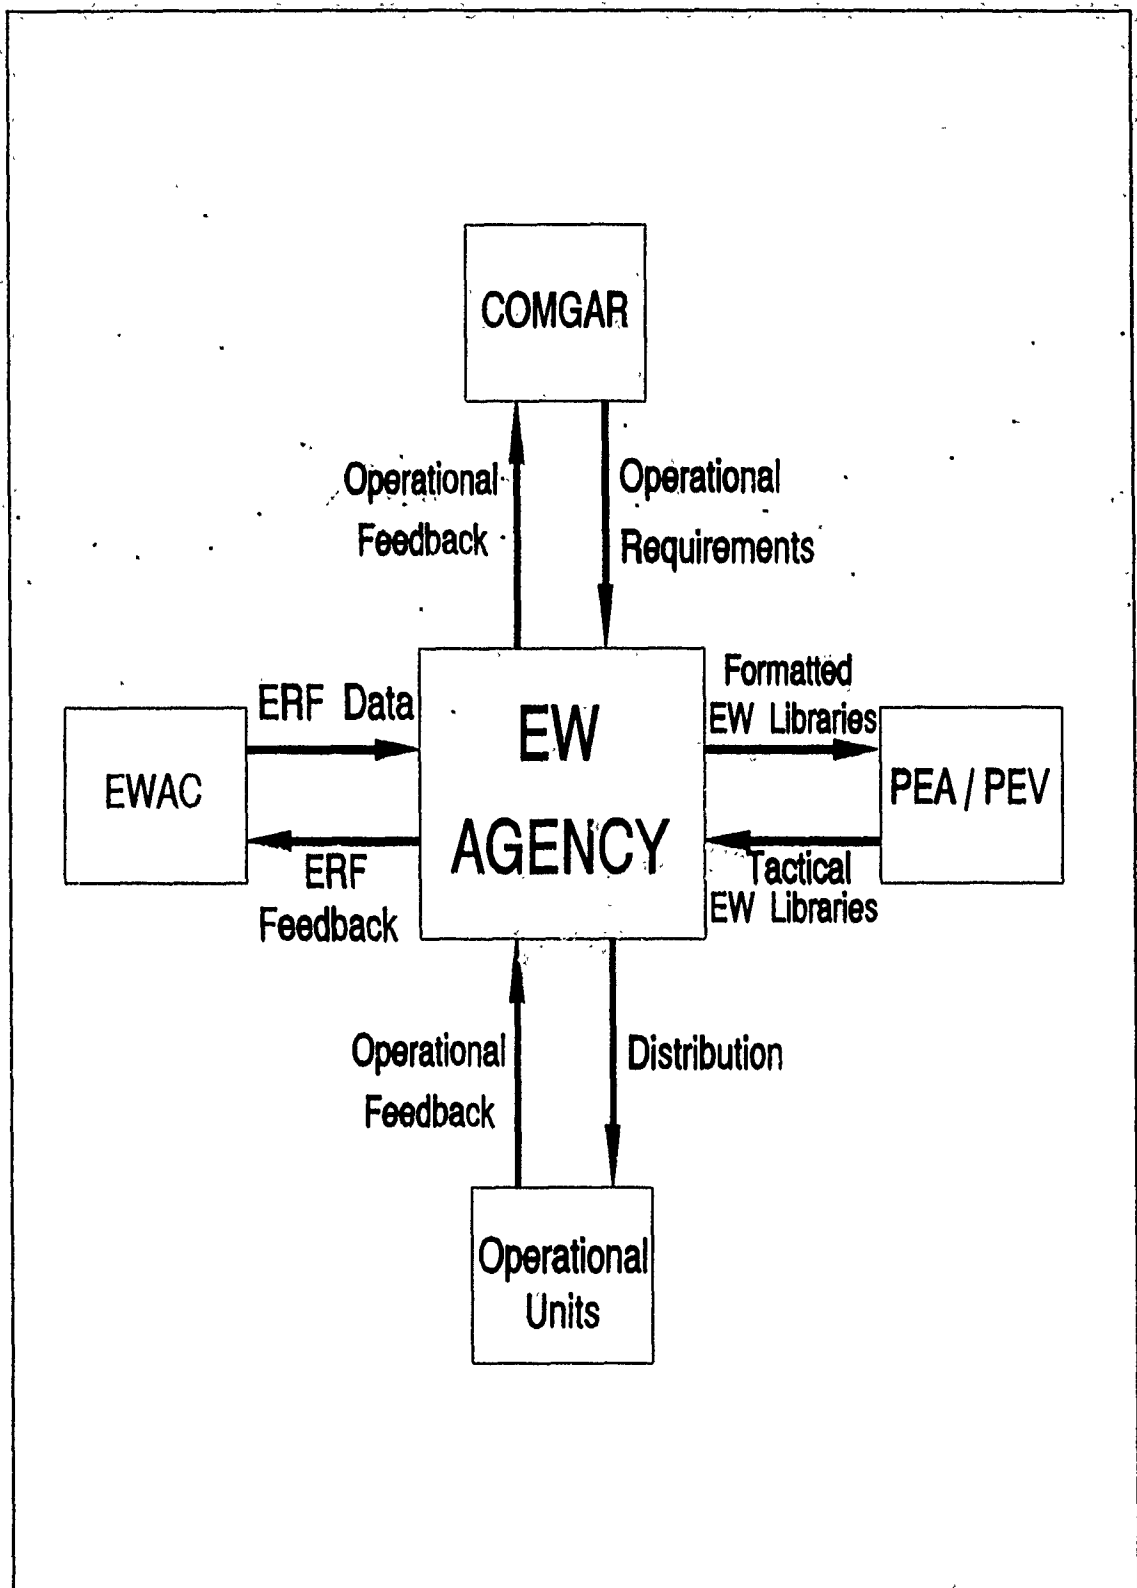 COMGAR
Operational
Feedback
Operational
Requirements
ERF Data
EW
AGENCY
Formatted
EW Libraries
EWAC
PEA / PEV
ERF
Feedback
Tactical
EW Libraries
Operational
Feedback
Distribution
Operational
Units